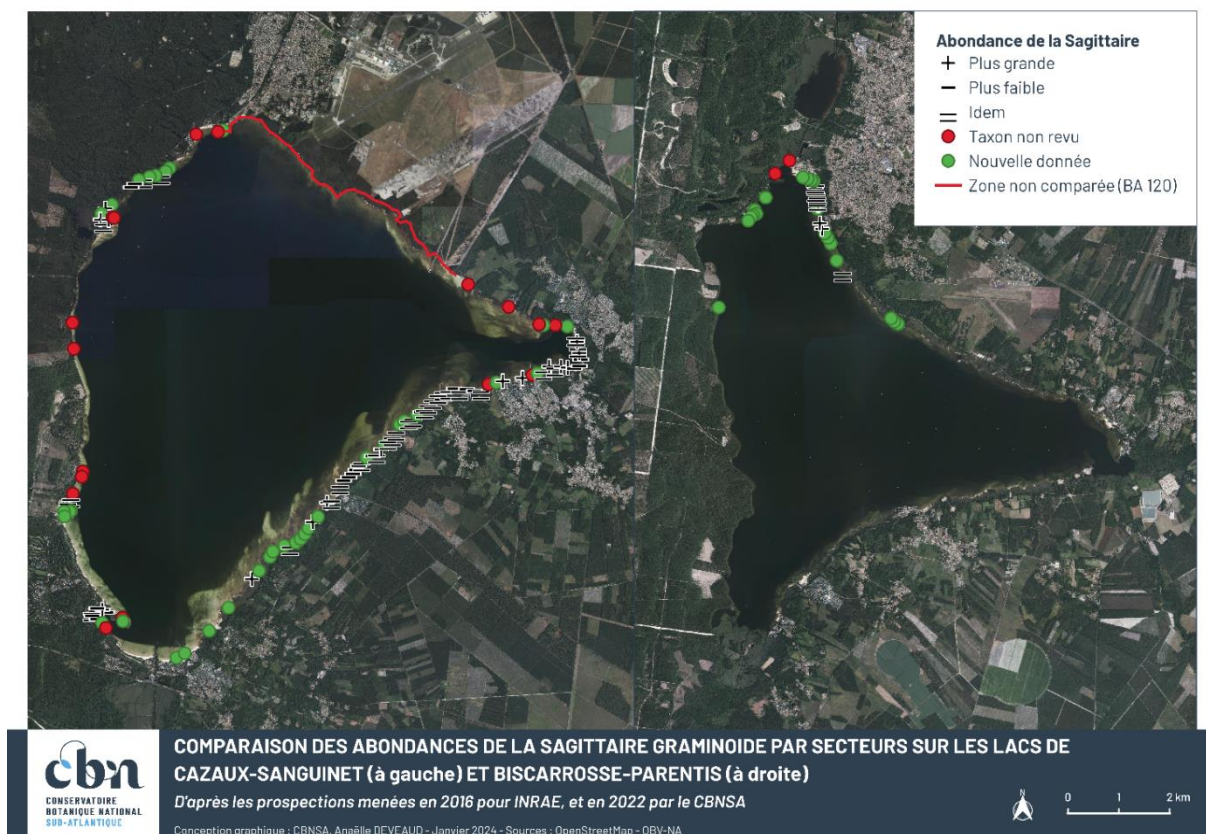 Abondance de la Sagittaire
+ Plus grande
− Plus faible
= Idem
Taxon non revu
Nouvelle donnée
Zone non comparée (BA 120)
cbn
CONSERVATOIRE
BOTANIQUE NATIONAL
SUD-ATLANTIQUE
COMPARAISON DES ABONDANCES DE LA SAGITTAIRE GRAMINOIDE PAR SECTEURS SUR LES LACS DE
CAZAUX-SANGUINET (à gauche) ET BISCARROSSE-PARENTIS (à droite)
D'après les prospections menées en 2016 pour INRAE, et en 2022 par le CBNSA
Conception graphique : CBNSA, Anaëlle DEVEAUD - Janvier 2024 - Sources : OpenStreetMap - OBV-NA
N
0 1 2 km